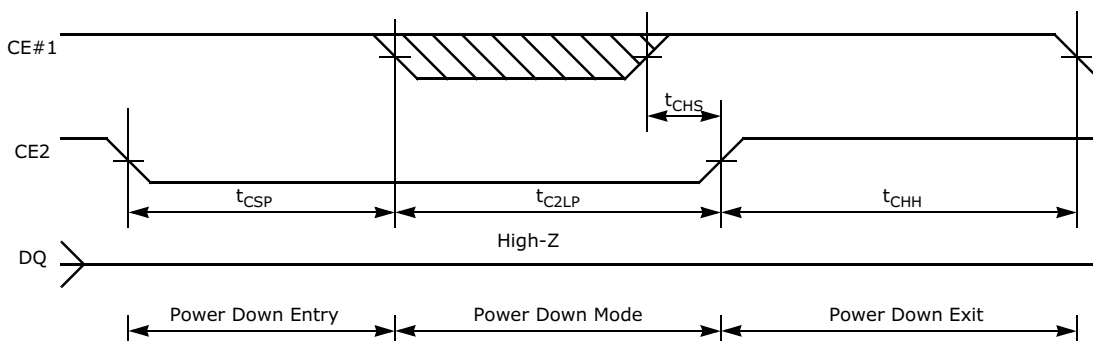 CE#1
tCHS
CE2
tCSP
tC2LP
tCHH
High-Z
DQ
Power Down Entry
Power Down Mode
Power Down Exit